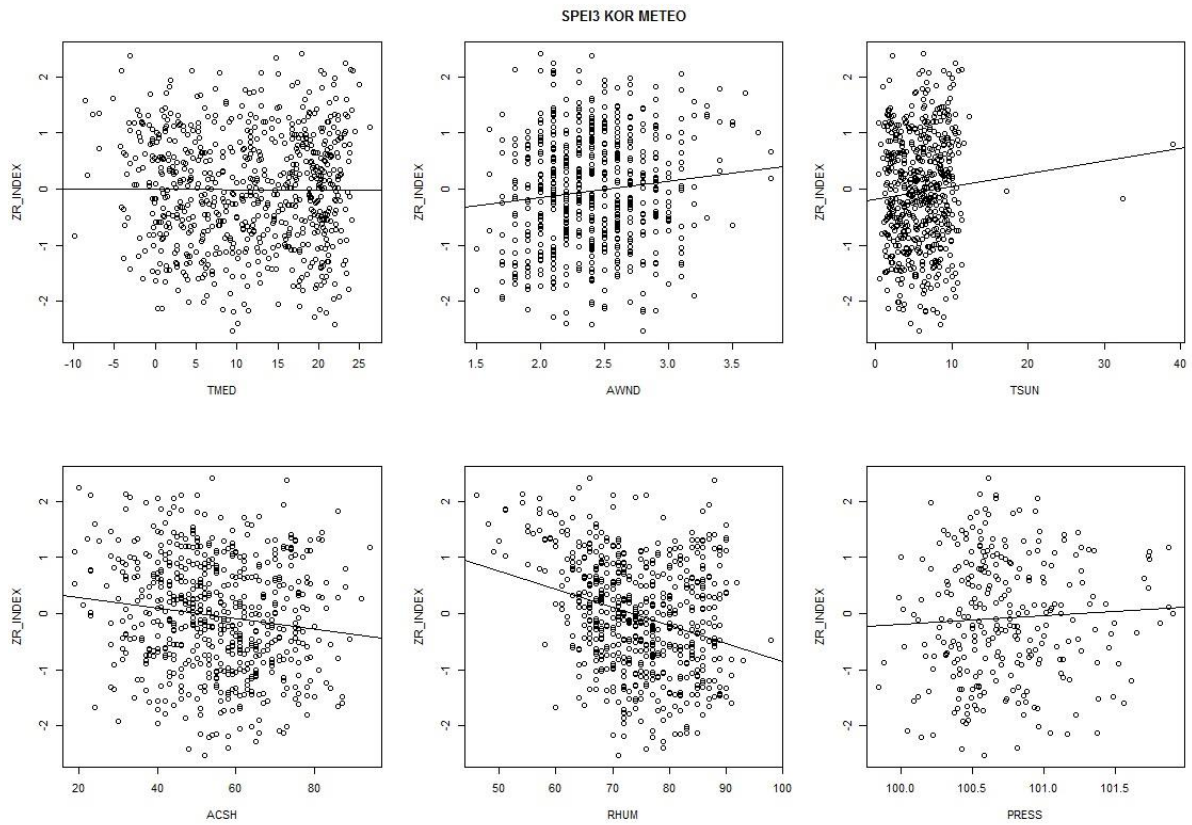 SPEI3 KOR METEO
ZR_INDEX
2
1
0
-1
-2
-10 -5 0 5 10 15 20 25
TMED
ZR_INDEX
2
1
0
-1
-2
1.5 2.0 2.5 3.0 3.5
AWND
ZR_INDEX
2
1
0
-1
-2
0 10 20 30 40
TSUN
ZR_INDEX
2
1
0
-1
-2
20 40 60 80
ACSH
ZR_INDEX
2
1
0
-1
-2
50 60 70 80 90 100
RHUM
ZR_INDEX
2
1
0
-1
-2
100.0 100.5 101.0 101.5
PRESS